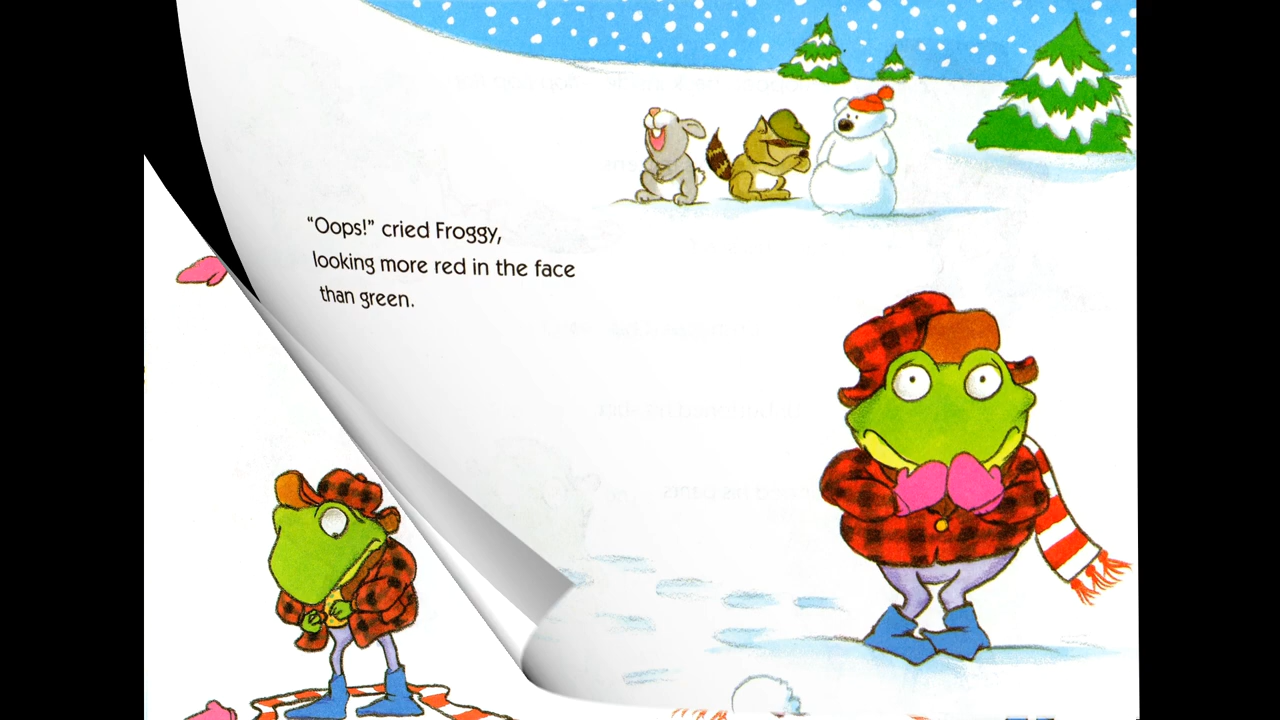 “Oops!” cried Froggy,
looking more red in the face
than green.